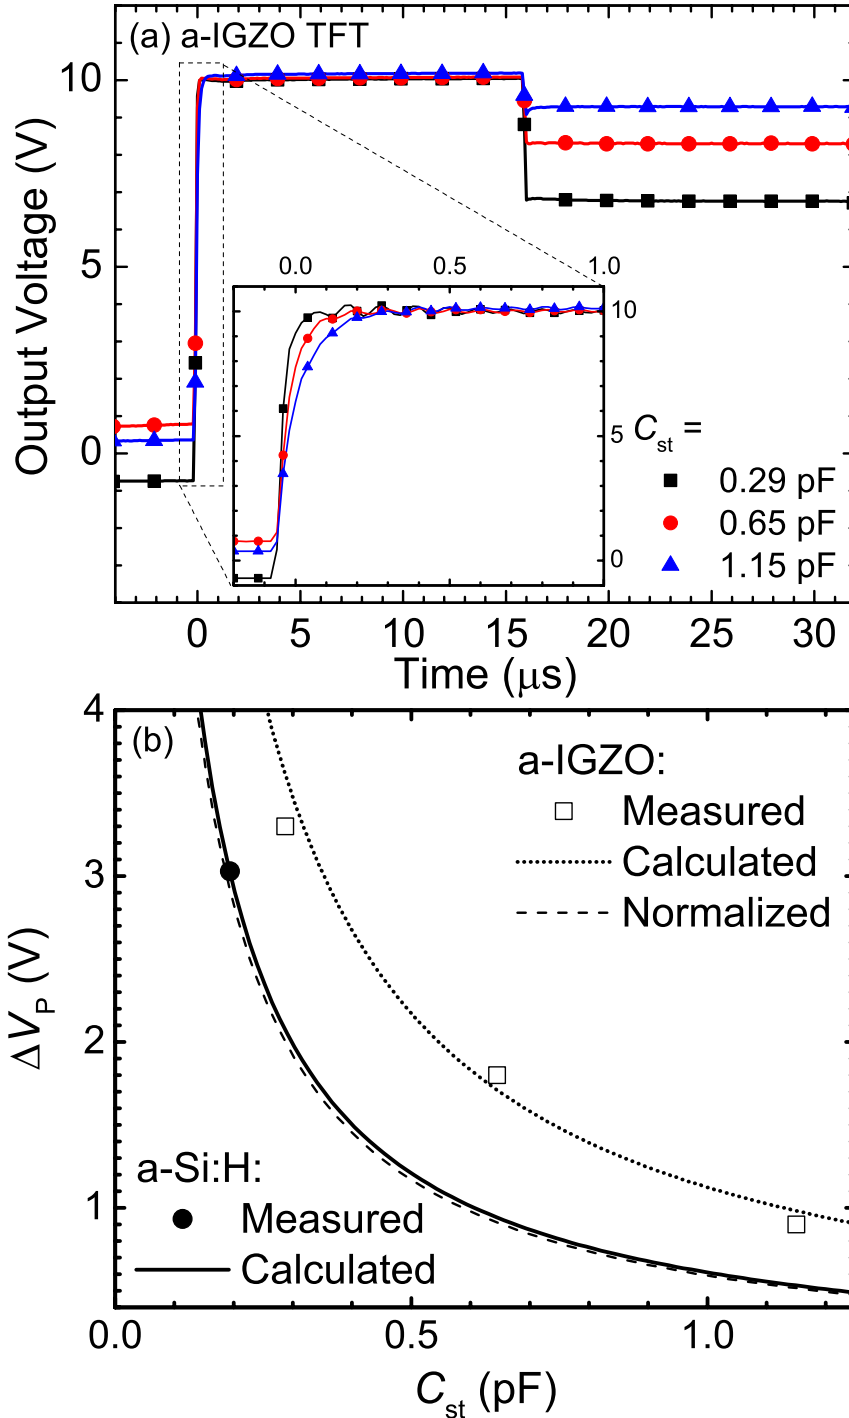 (a) a-IGZO TFT
10
5
0
Output Voltage (V)
0.0 0.5 1.0
10
5
0
C_st =
0.29 pF
0.65 pF
1.15 pF
0 5 10 15 20 25 30
Time (μs)
(b)
4
3
2
1
ΔV_P (V)
a-IGZO:
Measured
Calculated
Normalized
a-Si:H:
Measured
Calculated
0.0 0.5 1.0
C_st (pF)